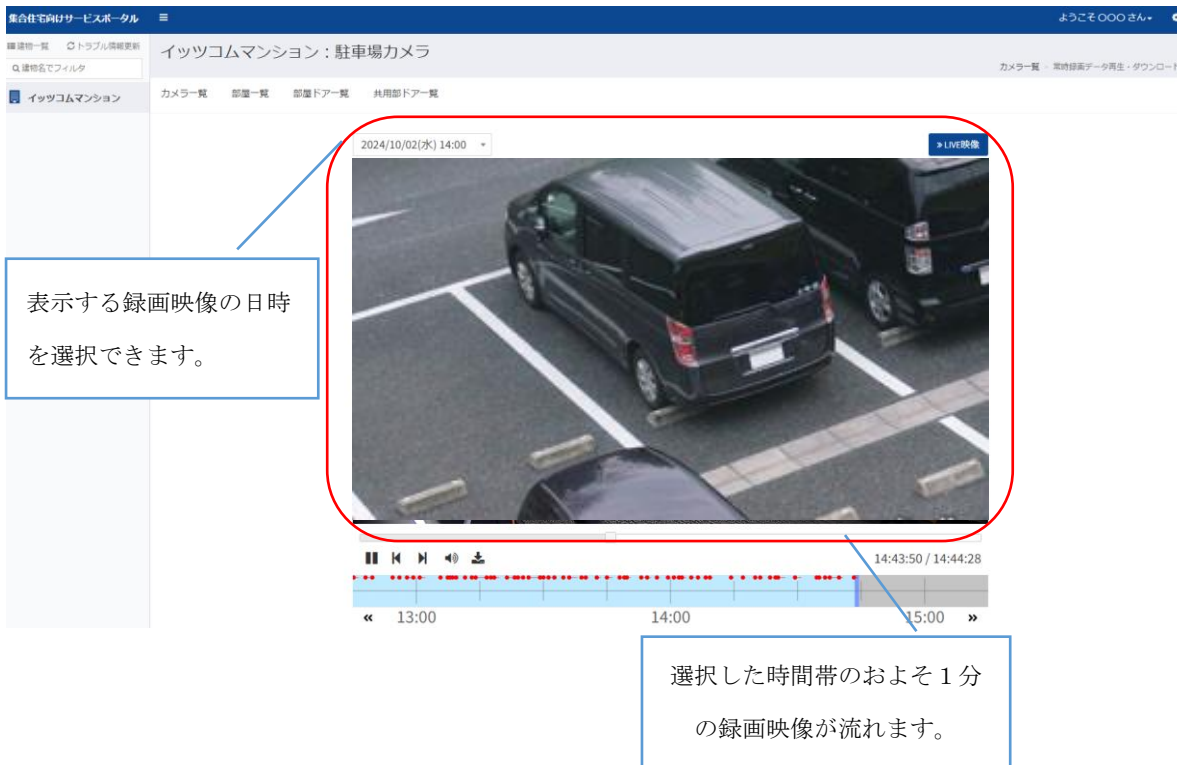 集合住宅向けサービスポータル
ようこそ〇〇〇さん
建物一覧 トラブル情報更新
建物名でフィルタ
イッツコムマンション：駐車場カメラ
カメラ一覧 常時録画データ再生・ダウンロード
イッツコムマンション
カメラ一覧 部屋一覧 部屋ドア一覧 共用部ドア一覧
2024/10/02(水) 14:00
» LIVE映像
表示する録画映像の日時
を選択できます。
14:43:50 / 14:44:28
« 13:00 14:00 15:00 »
選択した時間帯のおよそ１分
の録画映像が流れます。